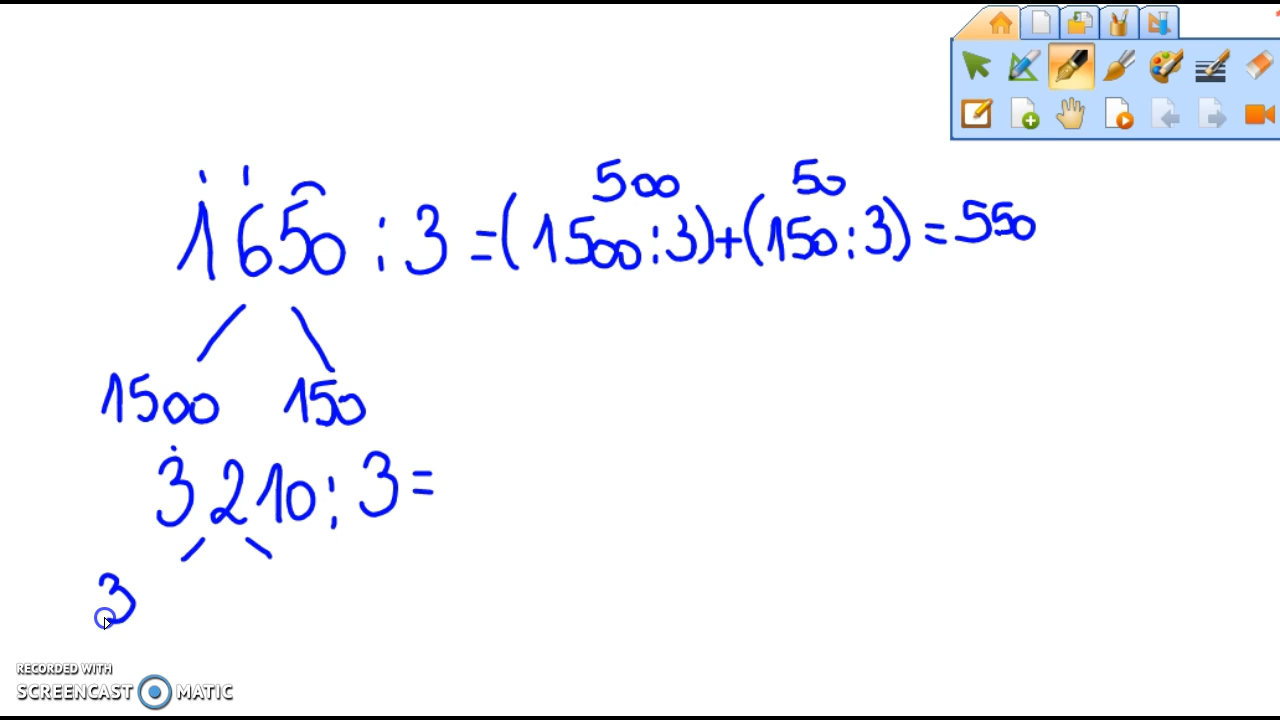 500 50
1650 : 3 = (1500 : 3) + (150 : 3) = 550
1500 150
3210 : 3 =
3
RECORDED WITH
SCREENCAST MATIC